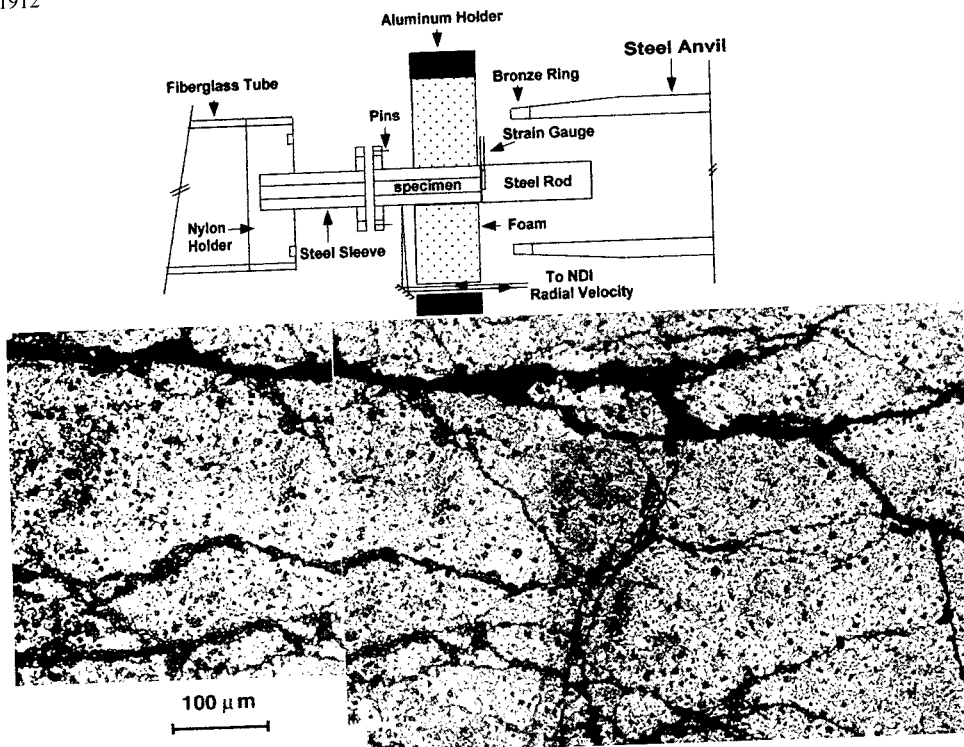 1912
Aluminum Holder
Steel Anvil
Bronze Ring
Fiberglass Tube
Pins
Strain Gauge
specimen
Steel Rod
Nylon
Holder
Steel Sleeve
Foam
To NDI
Radial Velocity
100 μm